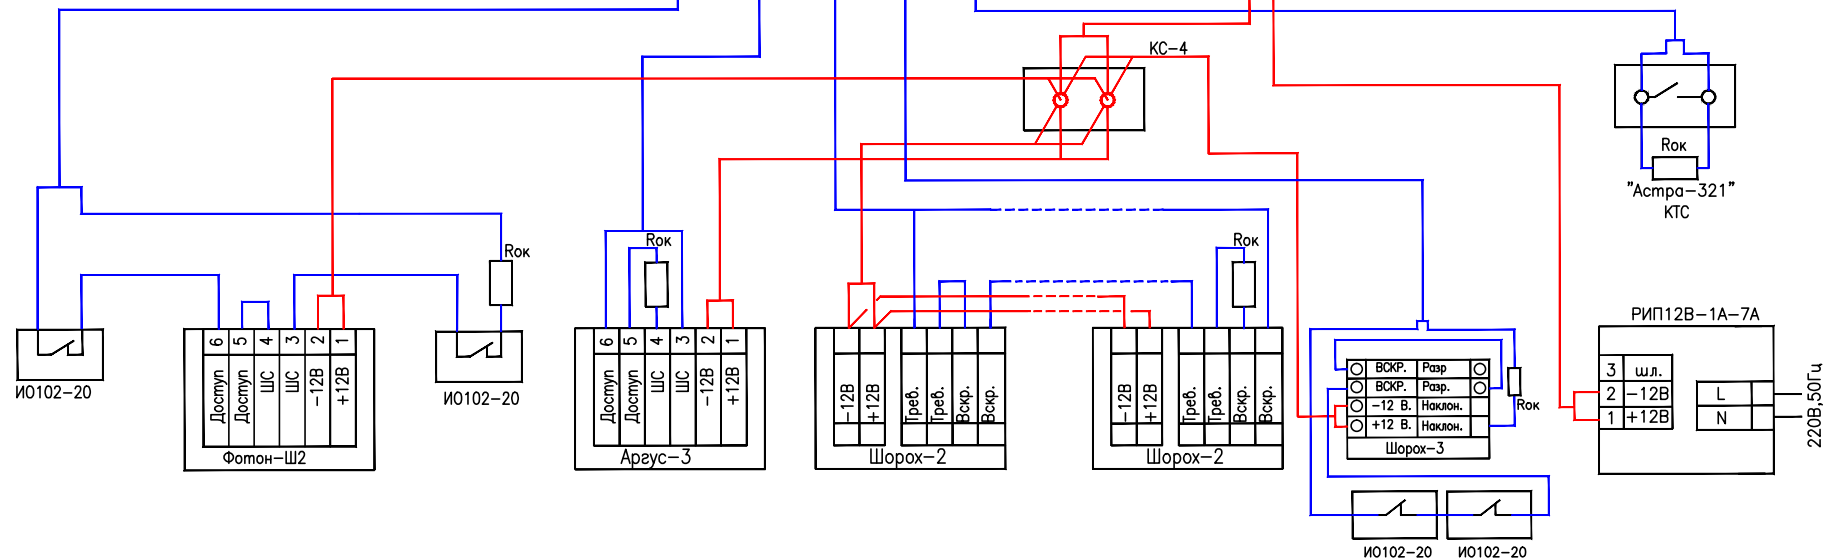 КС-4
Rок
"Астра-321"
КТС
Rок
ИО102-20
6 5 4 3 2 1
Доступ Доступ ШС ШС -12В +12В
Фотон-Ш2
ИО102-20
Rок
6 5 4 3 2 1
Доступ Доступ ШС ШС -12В +12В
Аргус-3
-12В +12В Трев. Трев. Вскр. Вскр.
Шорох-2
Rок
-12В +12В Трев. Трев. Вскр. Вскр.
Шорох-2
ВСКР. Разр
ВСКР. Разр.
-12 В. Наклон.
+12 В. Наклон.
Шорох-3
Rок
ИО102-20
ИО102-20
РИП12В-1А-7А
3 шл.
2 -12В
1 +12В
L
N
220В,50Гц